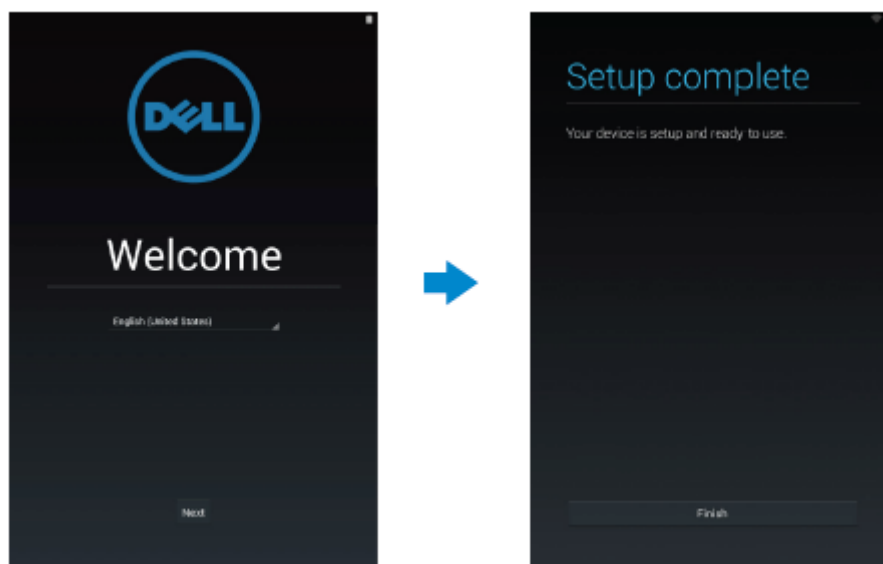 DELL
Welcome
English (United States)
Next
Setup complete
Your device is setup and ready to use.
Finish